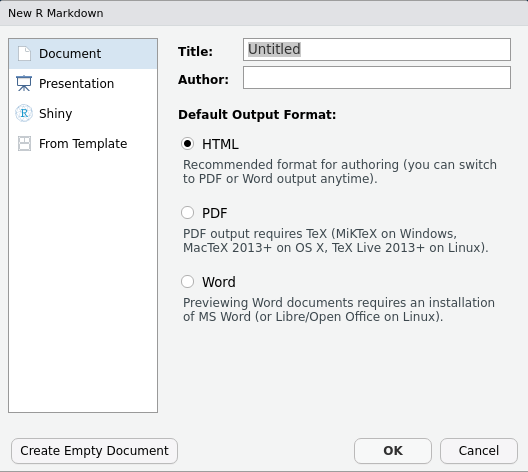 New R Markdown
Document
Presentation
Shiny
From Template
Title: Untitled
Author:
Default Output Format:
HTML
Recommended format for authoring (you can switch
to PDF or Word output anytime).
PDF
PDF output requires TeX (MiKTeX on Windows,
MacTeX 2013+ on OS X, TeX Live 2013+ on Linux).
Word
Previewing Word documents requires an installation
of MS Word (or Libre/Open Office on Linux).
Create Empty Document
OK
Cancel